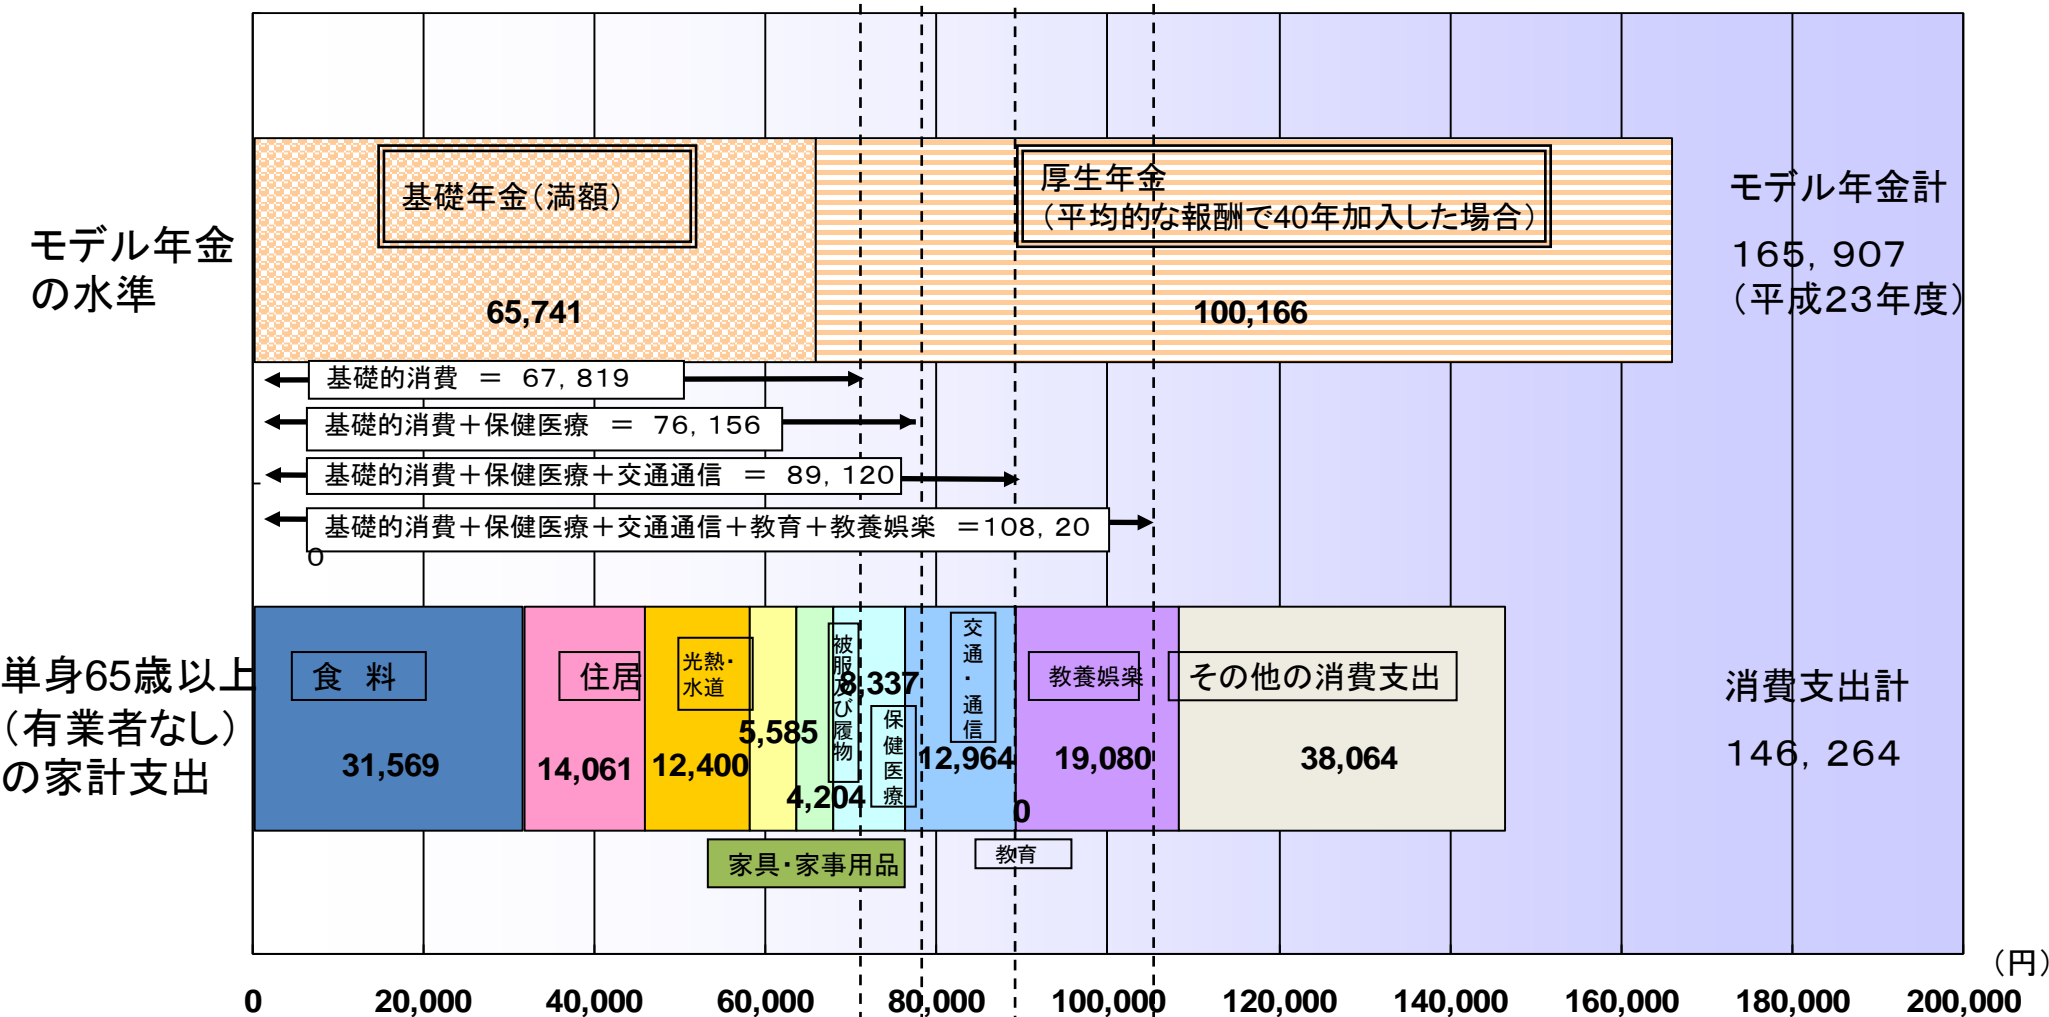 基礎年金（満額）
厚生年金
（平均的な報酬で40年加入した場合）
モデル年金計
１６５，９０７
（平成２３年度）
モデル年金
の水準
65,741
100,166
基礎的消費　＝　６７，８１９
基礎的消費＋保健医療　＝　７６，１５６
基礎的消費＋保健医療＋交通通信　＝　８９，１２０
基礎的消費＋保健医療＋交通通信＋教育＋教養娯楽　＝１０８，２０
０
単身65歳以上
（有業者なし）
の家計支出
食　料
31,569
住居
14,061
光熱・
水道
12,400
5,585
4,204
被服及び履物
8,337
保健医療
交通・通信
12,964
0
教養娯楽
19,080
その他の消費支出
38,064
消費支出計
１４６，２６４
家具・家事用品
教育
（円）
0
20,000
40,000
60,000
80,000
100,000
120,000
140,000
160,000
180,000
200,000